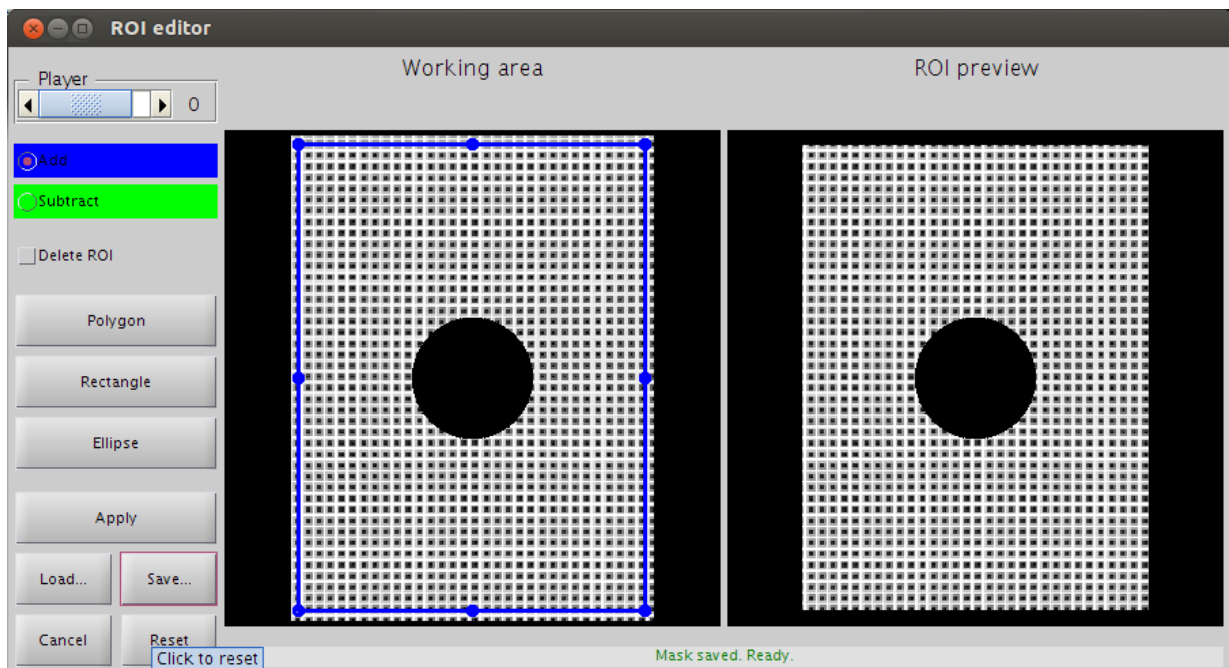 ROI editor
Player
0
Add
Subtract
Delete ROI
Polygon
Rectangle
Ellipse
Apply
Load...
Save...
Cancel
Reset
Click to reset
Working area
ROI preview
Mask saved. Ready.